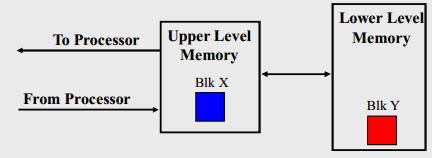 To Processor
From Processor
Upper Level
Memory
Blk X
Lower Level
Memory
Blk Y